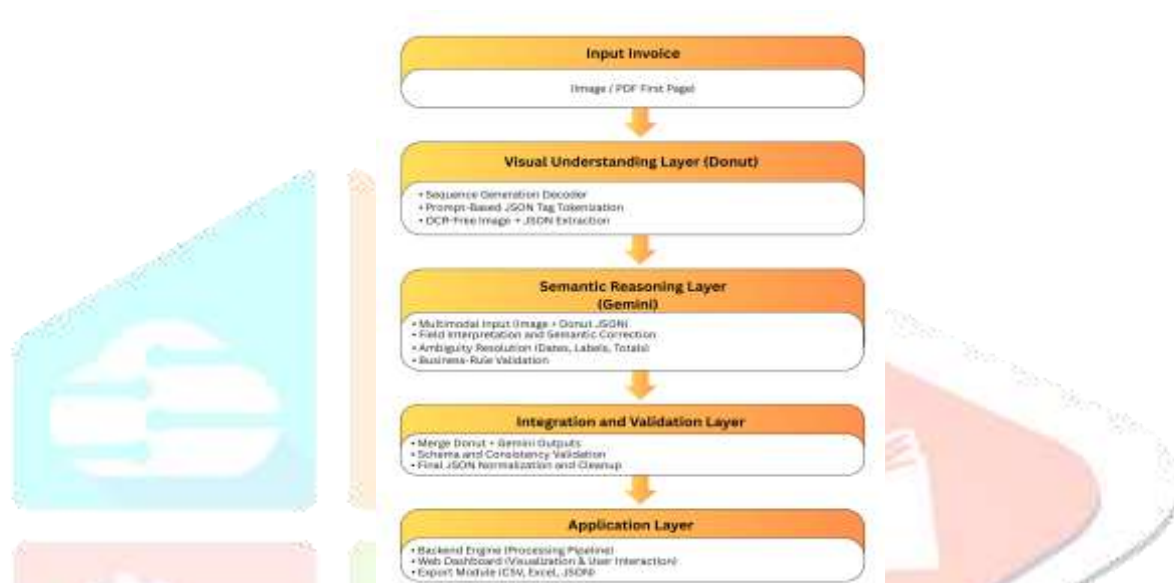 Input Invoice
(Image / PDF First Page)
Visual Understanding Layer (Donut)
• Sequence Generation Decoder
• Prompt-Based JSON Tag Tokenization
• OCR-Free Image → JSON Extraction
Semantic Reasoning Layer
(Gemini)
• Multimodal Input (Image + Donut JSON)
• Field Interpretation and Semantic Correction
• Ambiguity Resolution (Dates, Labels, Totals)
• Business-Rule Validation
Integration and Validation Layer
• Merge Donut + Gemini Outputs
• Schema and Consistency Validation
• Final JSON Normalization and Cleanup
Application Layer
• Backend Engine (Processing Pipeline)
• Web Dashboard (Visualization & User Interaction)
• Export Module (CSV, Excel, JSON)